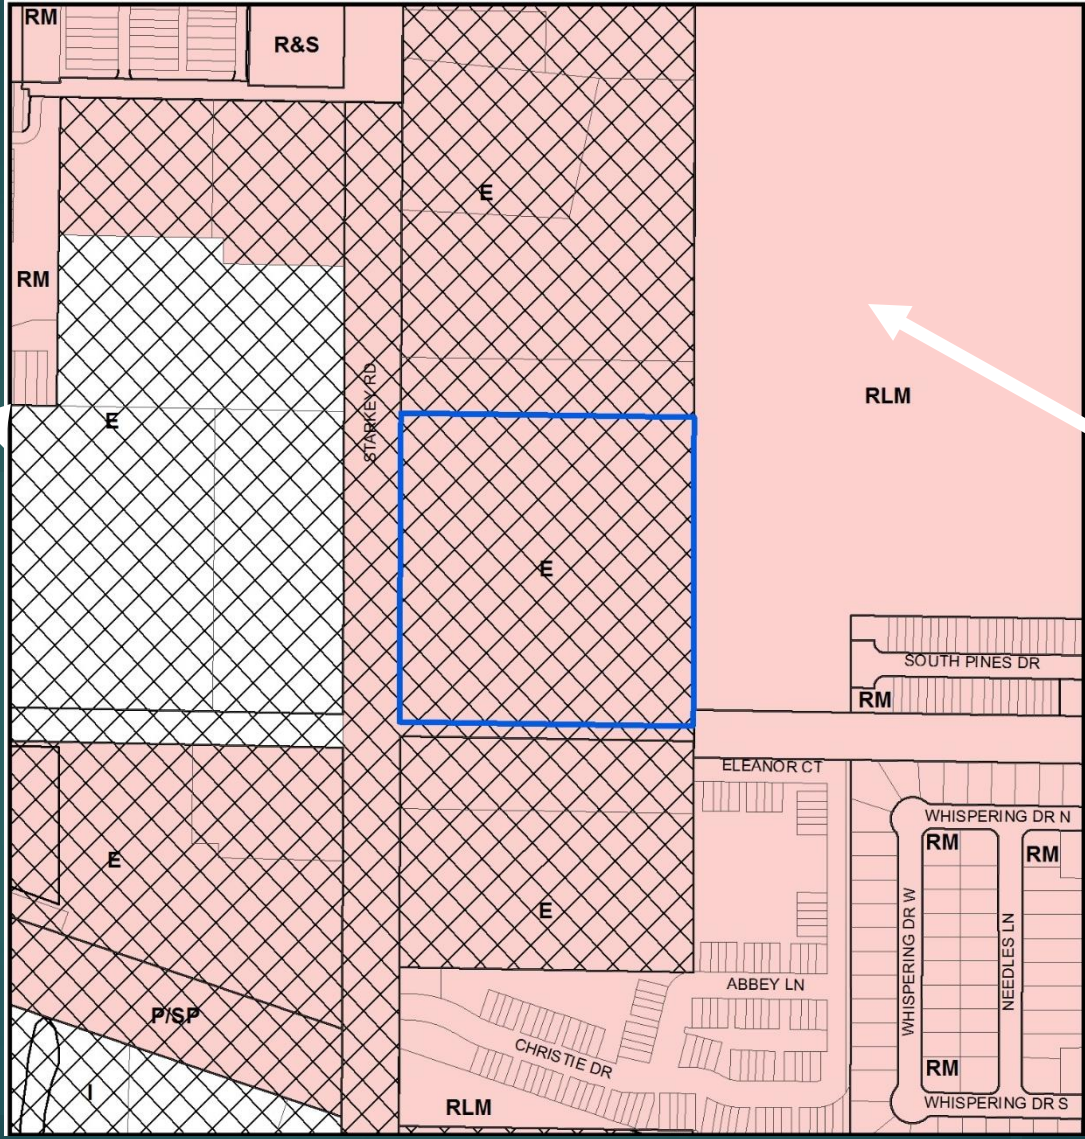 RM
R&S
E
RM
RLM
E
STARKEY RD
E
SOUTH PINES DR
RM
ELEANOR CT
WHISPERING DR N
RM
RM
E
E
WHISPERING DR W
NEEDLES LN
ABBEY LN
P/SP
CHRISTIE DR
RM
I
RLM
WHISPERING DR S